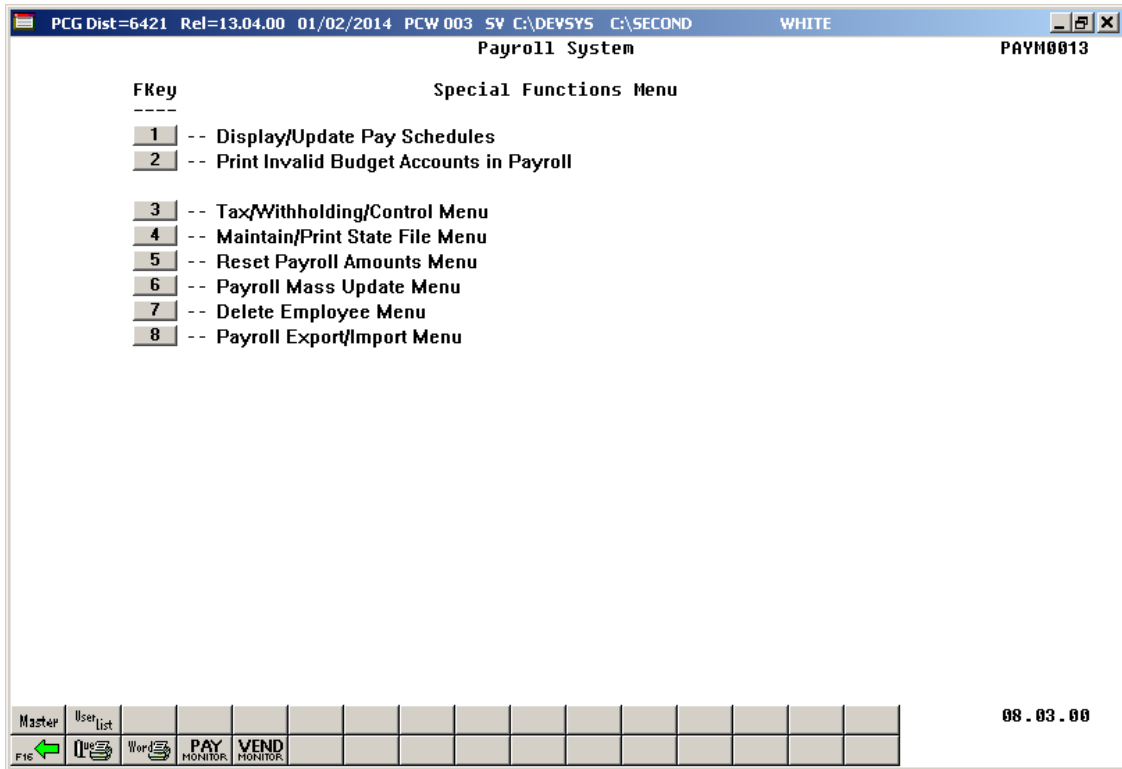 PCG Dist=6421 Rel=13.04.00 01/02/2014 PCW 003 SV C:\DEVSYS C:\SECOND WHITE
Payroll System PAYM0013
FKey Special Functions Menu
----
1 -- Display/Update Pay Schedules
2 -- Print Invalid Budget Accounts in Payroll
3 -- Tax/Withholding/Control Menu
4 -- Maintain/Print State File Menu
5 -- Reset Payroll Amounts Menu
6 -- Payroll Mass Update Menu
7 -- Delete Employee Menu
8 -- Payroll Export/Import Menu
Master User List 08.03.00
F16 Que Word PAY MONITOR VEND MONITOR